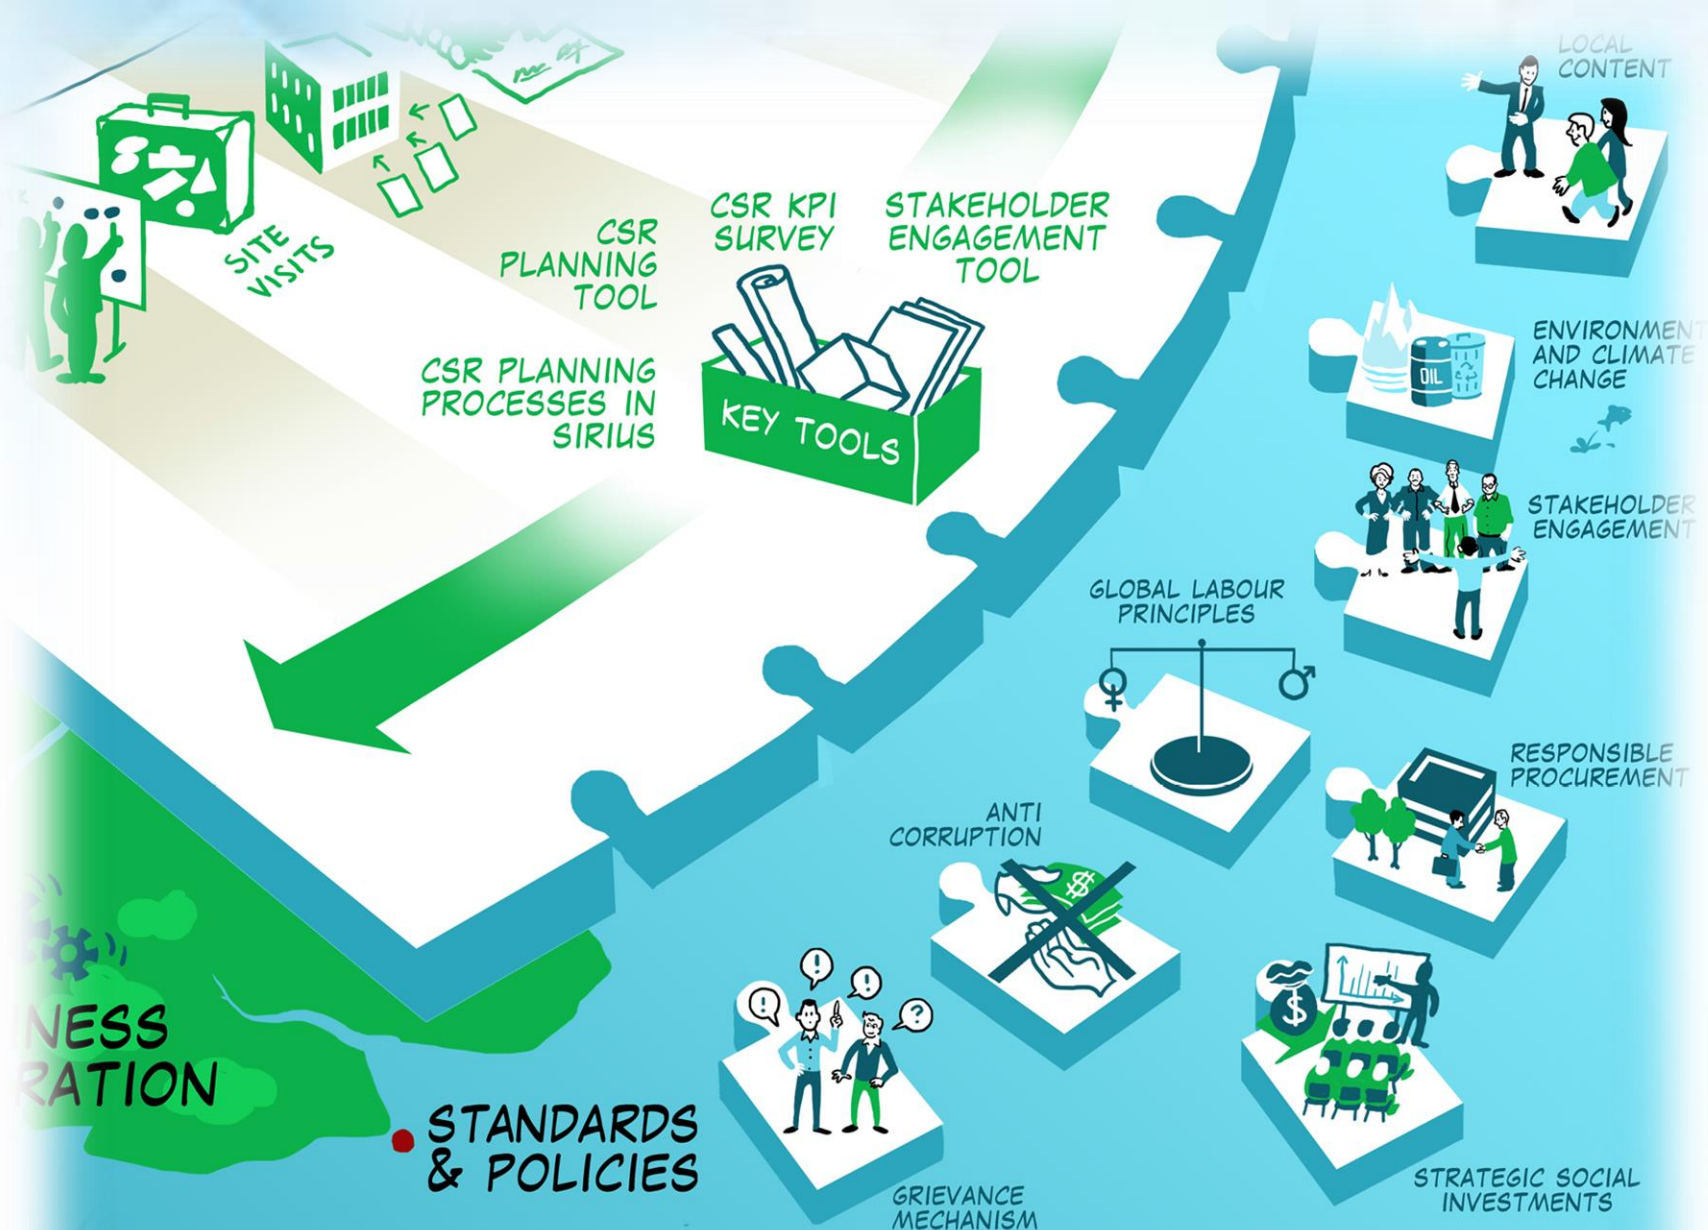 LOCAL
CONTENT
SITE
VISITS
CSR
PLANNING
TOOL
CSR KPI
SURVEY
STAKEHOLDER
ENGAGEMENT
TOOL
CSR PLANNING
PROCESSES IN
SIRIUS
KEY TOOLS
ENVIRONMENT
AND CLIMATE
CHANGE
OIL
STAKEHOLDER
ENGAGEMENT
GLOBAL LABOUR
PRINCIPLES
RESPONSIBLE
PROCUREMENT
ANTI
CORRUPTION
$
! ! ! ?
$
NESS
RATION
STANDARDS
& POLICIES
GRIEVANCE
MECHANISM
STRATEGIC SOCIAL
INVESTMENTS